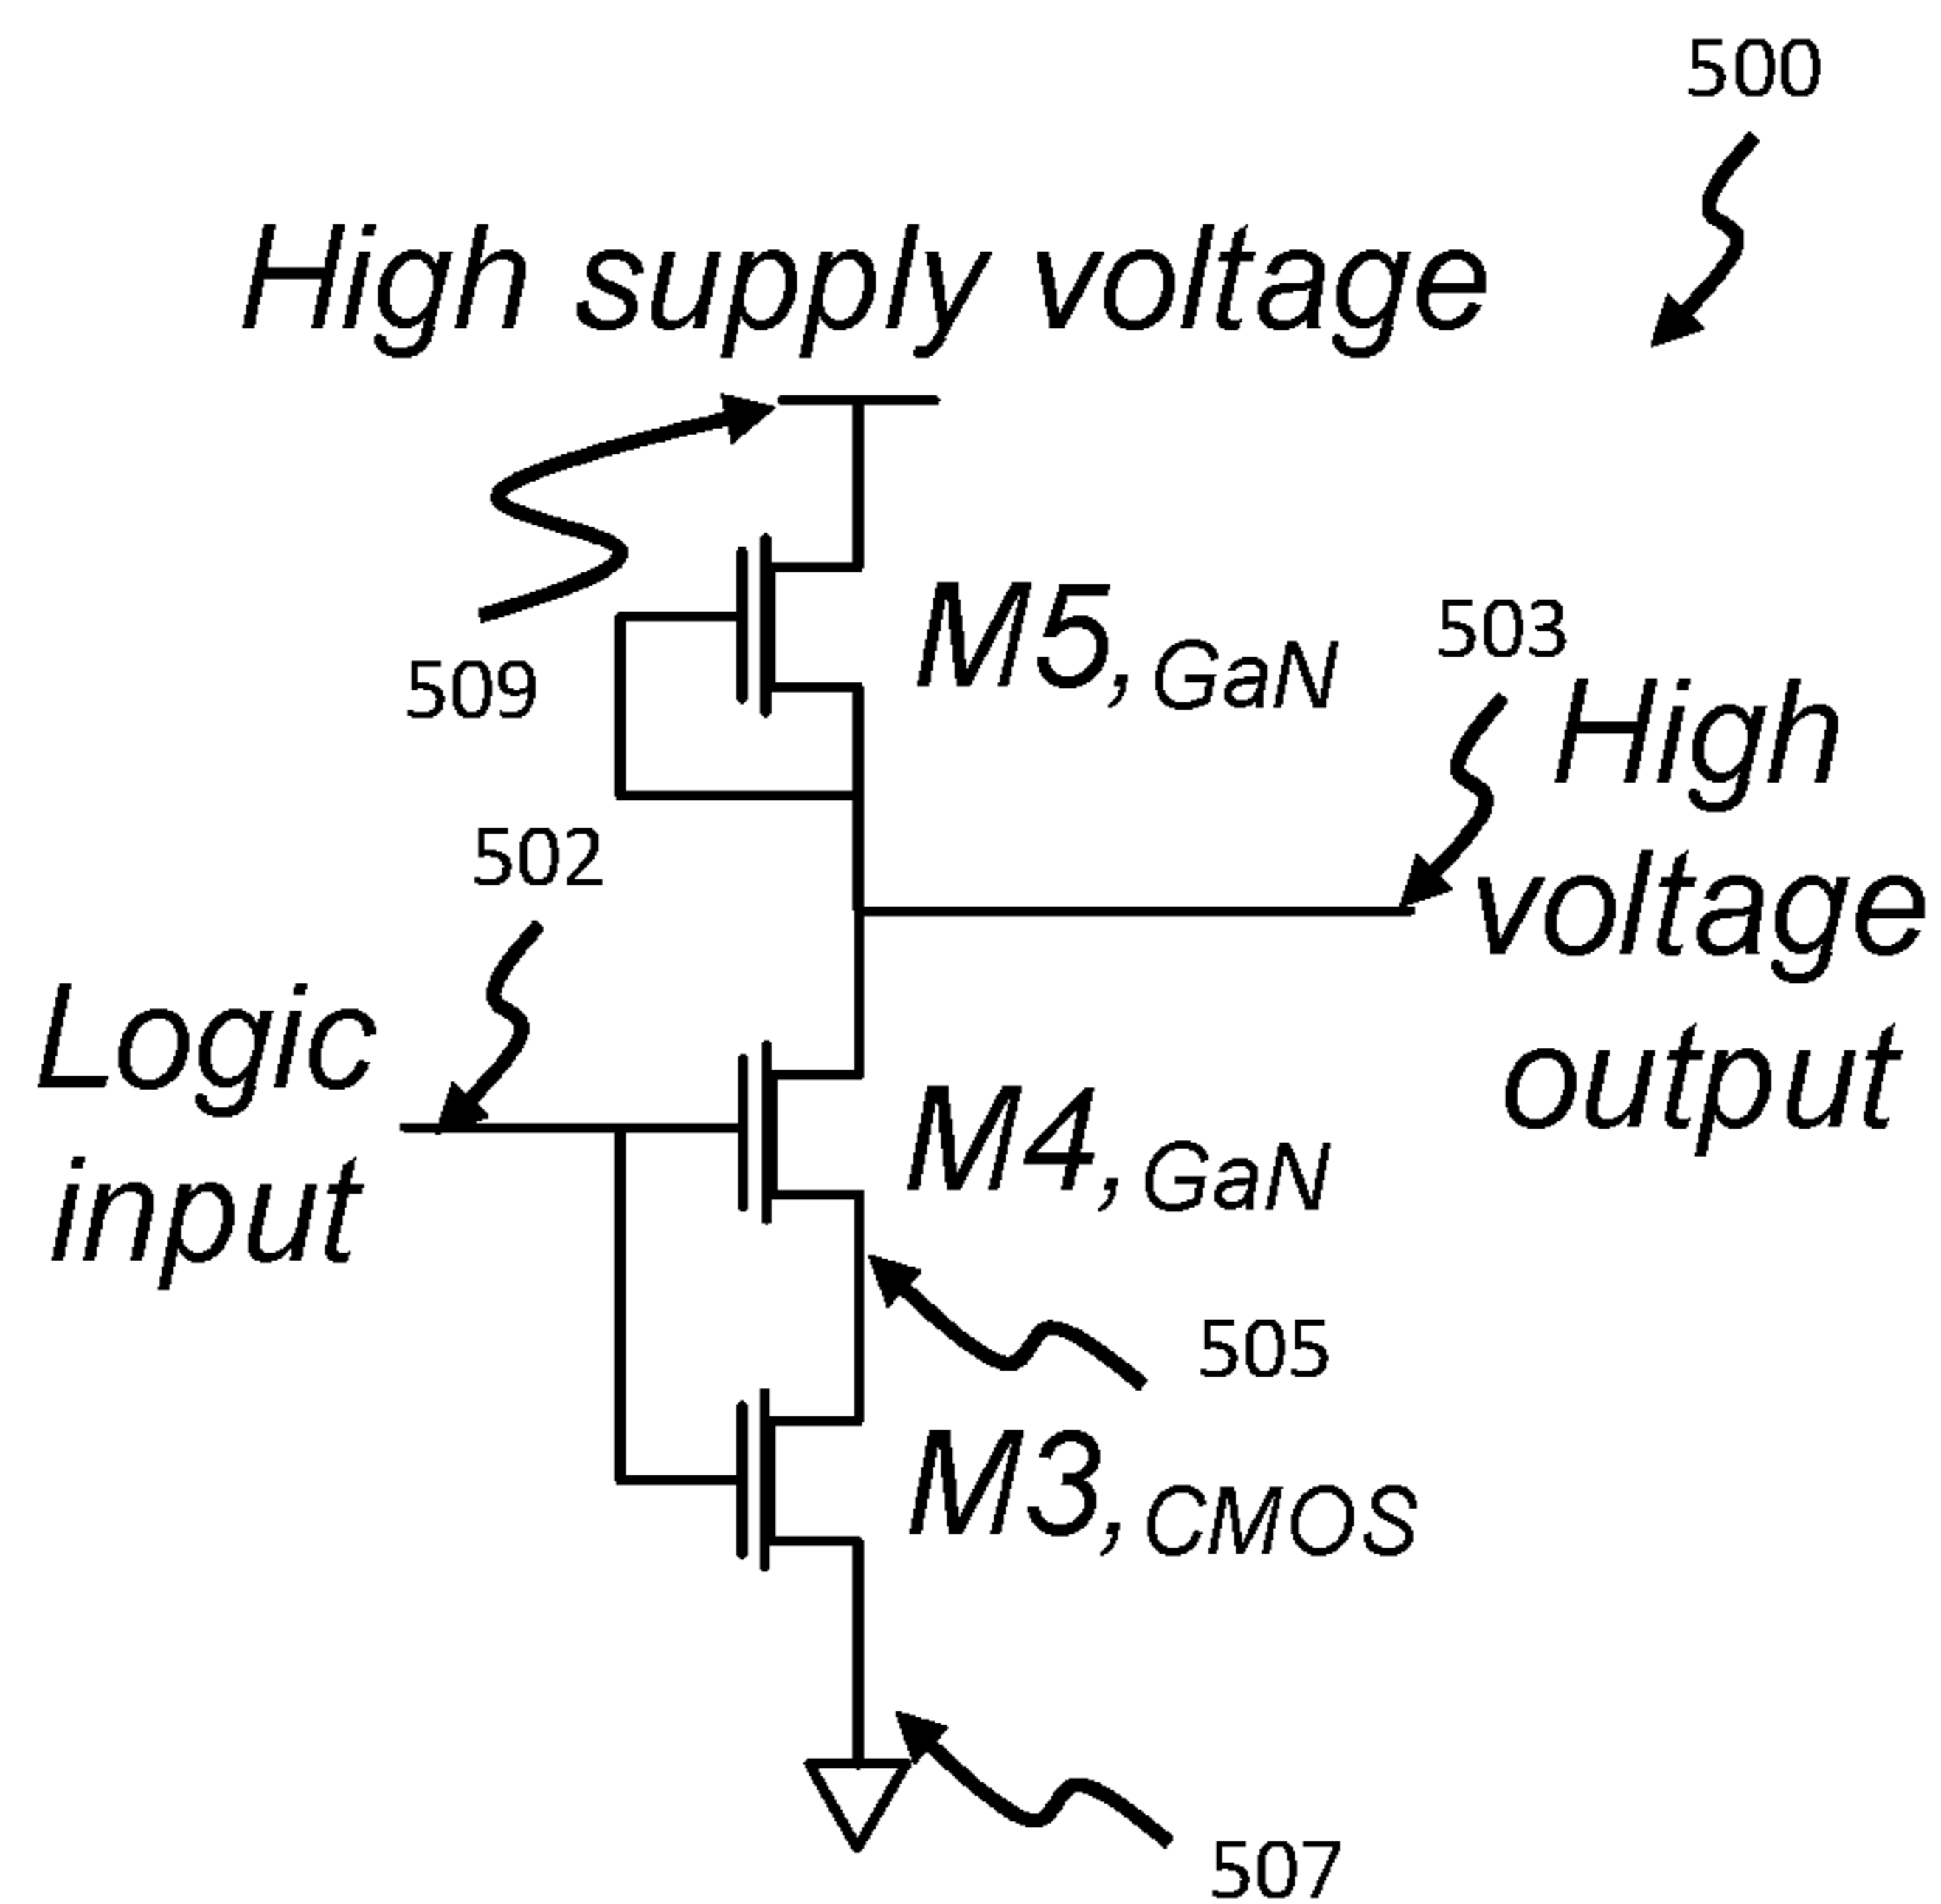 500
High supply voltage
M5,GaN
503
509
High
voltage
output
502
Logic
input
M4,GaN
505
M3,CMOS
507